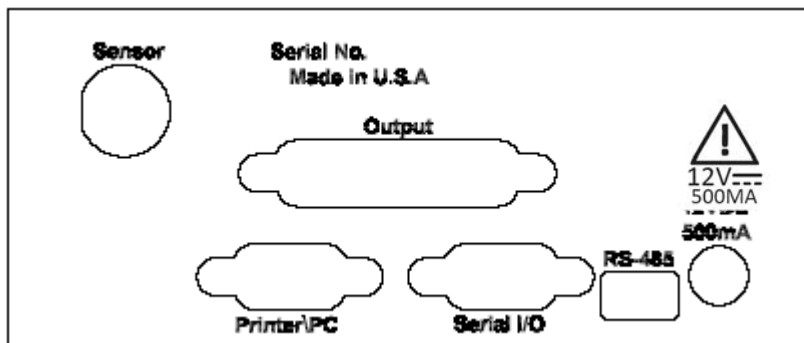 Sensor
Serial No.
Made in U.S.A
Output
!
12V
500MA
500mA
RS-485
Printer\PC
Serial I/O